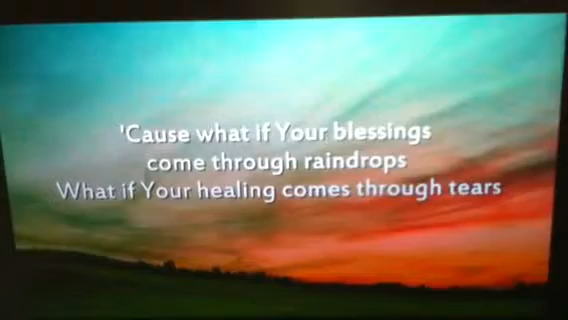 'Cause what if Your blessings
come through raindrops
What if Your healing comes through tears